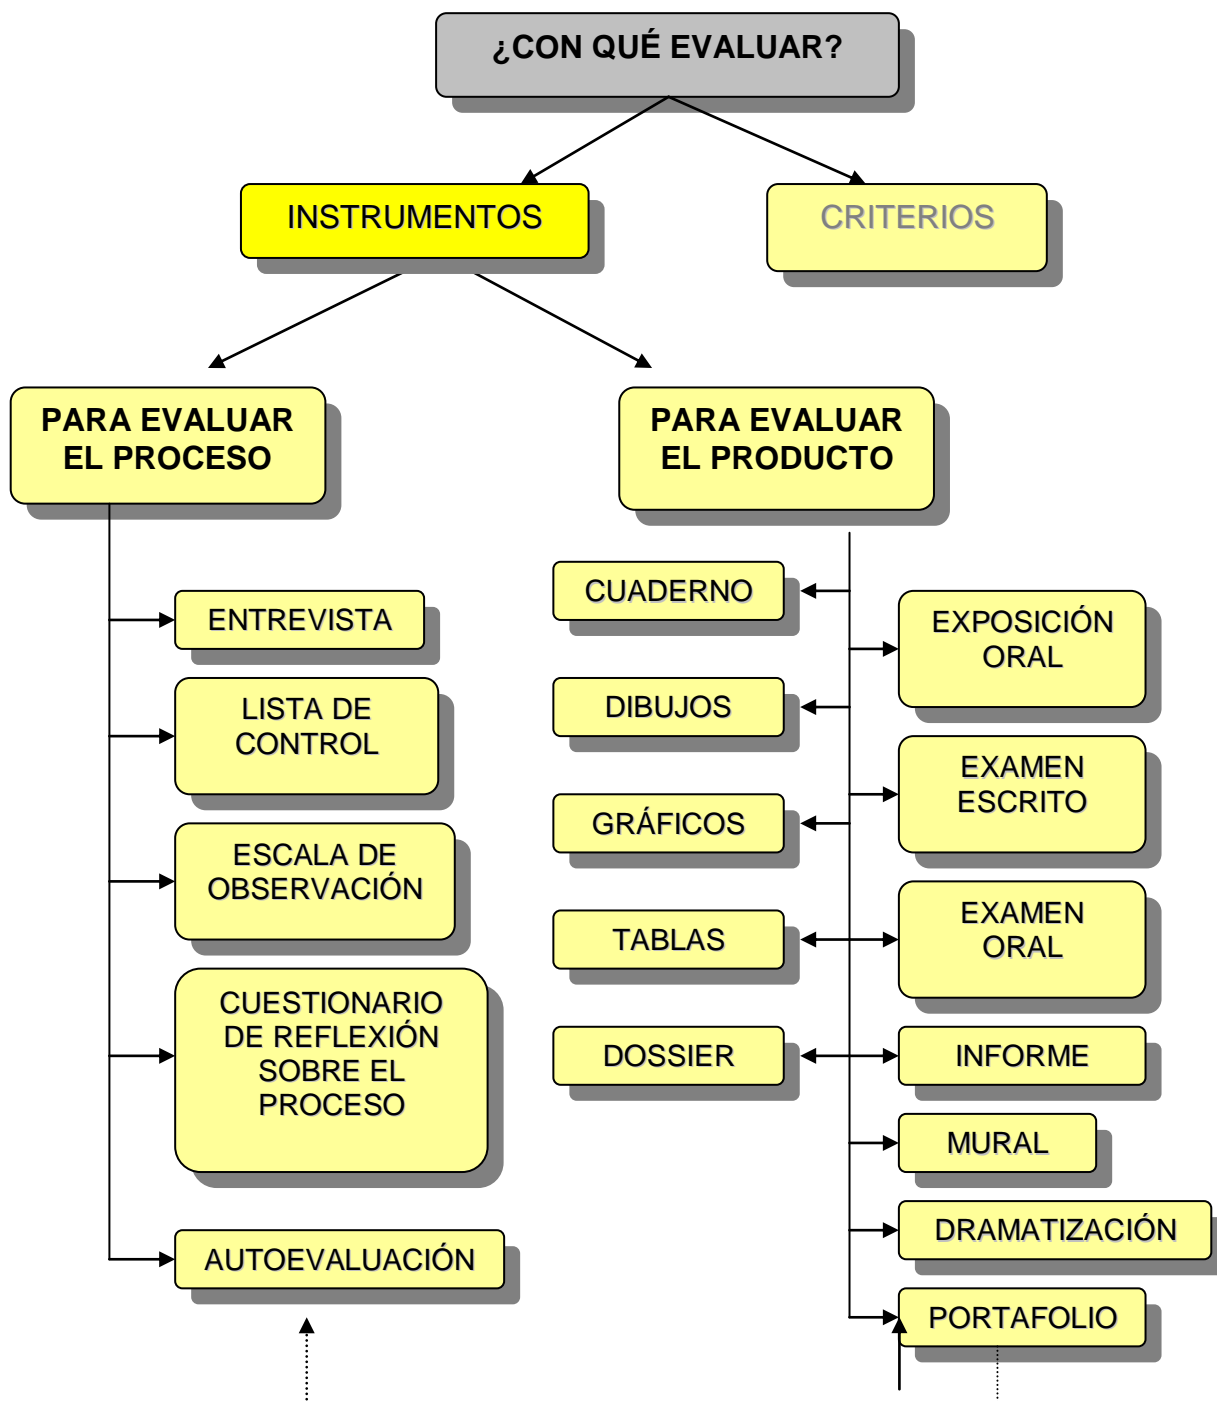 ¿CON QUÉ EVALUAR?
INSTRUMENTOS
CRITERIOS
PARA EVALUAR
EL PROCESO
PARA EVALUAR
EL PRODUCTO
ENTREVISTA
LISTA DE
CONTROL
ESCALA DE
OBSERVACIÓN
CUESTIONARIO
DE REFLEXIÓN
SOBRE EL
PROCESO
AUTOEVALUACIÓN
CUADERNO
DIBUJOS
GRÁFICOS
TABLAS
DOSSIER
EXPOSICIÓN
ORAL
EXAMEN
ESCRITO
EXAMEN
ORAL
INFORME
MURAL
DRAMATIZACIÓN
PORTAFOLIO